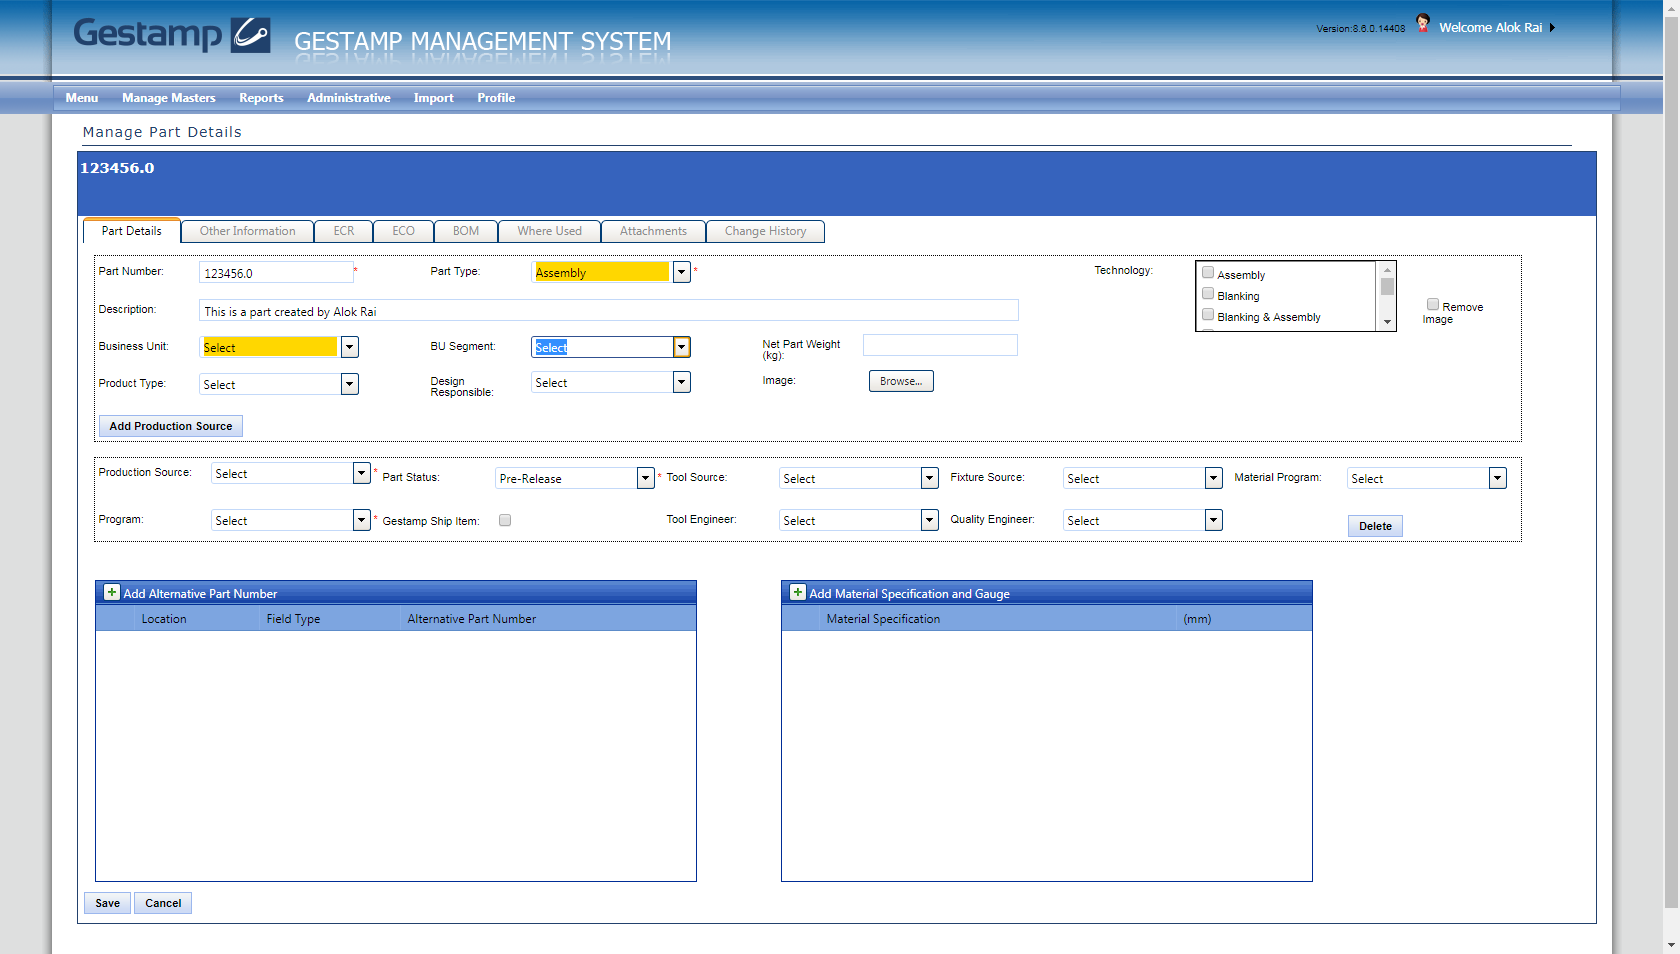 Gestamp
GESTAMP MANAGEMENT SYSTEM
Version:8.6.0.14408
Welcome Alok Rai
Menu Manage Masters Reports Administrative Import Profile
Manage Part Details
123456.0
Part Details Other Information ECR ECO BOM Where Used Attachments Change History
Part Number: 123456.0 * Part Type: Assembly * Technology: Assembly
Blanking
Blanking & Assembly
Remove Image
Description: This is a part created by Alok Rai
Business Unit: Select BU Segment: Select Net Part Weight (kg):
Product Type: Select Design Responsible: Select Image: Browse...
Add Production Source
Production Source: Select * Part Status: Pre-Release * Tool Source: Select Fixture Source: Select Material Program: Select
Program: Select * Gestamp Ship Item: Tool Engineer: Select Quality Engineer: Select Delete
Add Alternative Part Number
Location Field Type Alternative Part Number
Add Material Specification and Gauge
Material Specification (mm)
Save Cancel